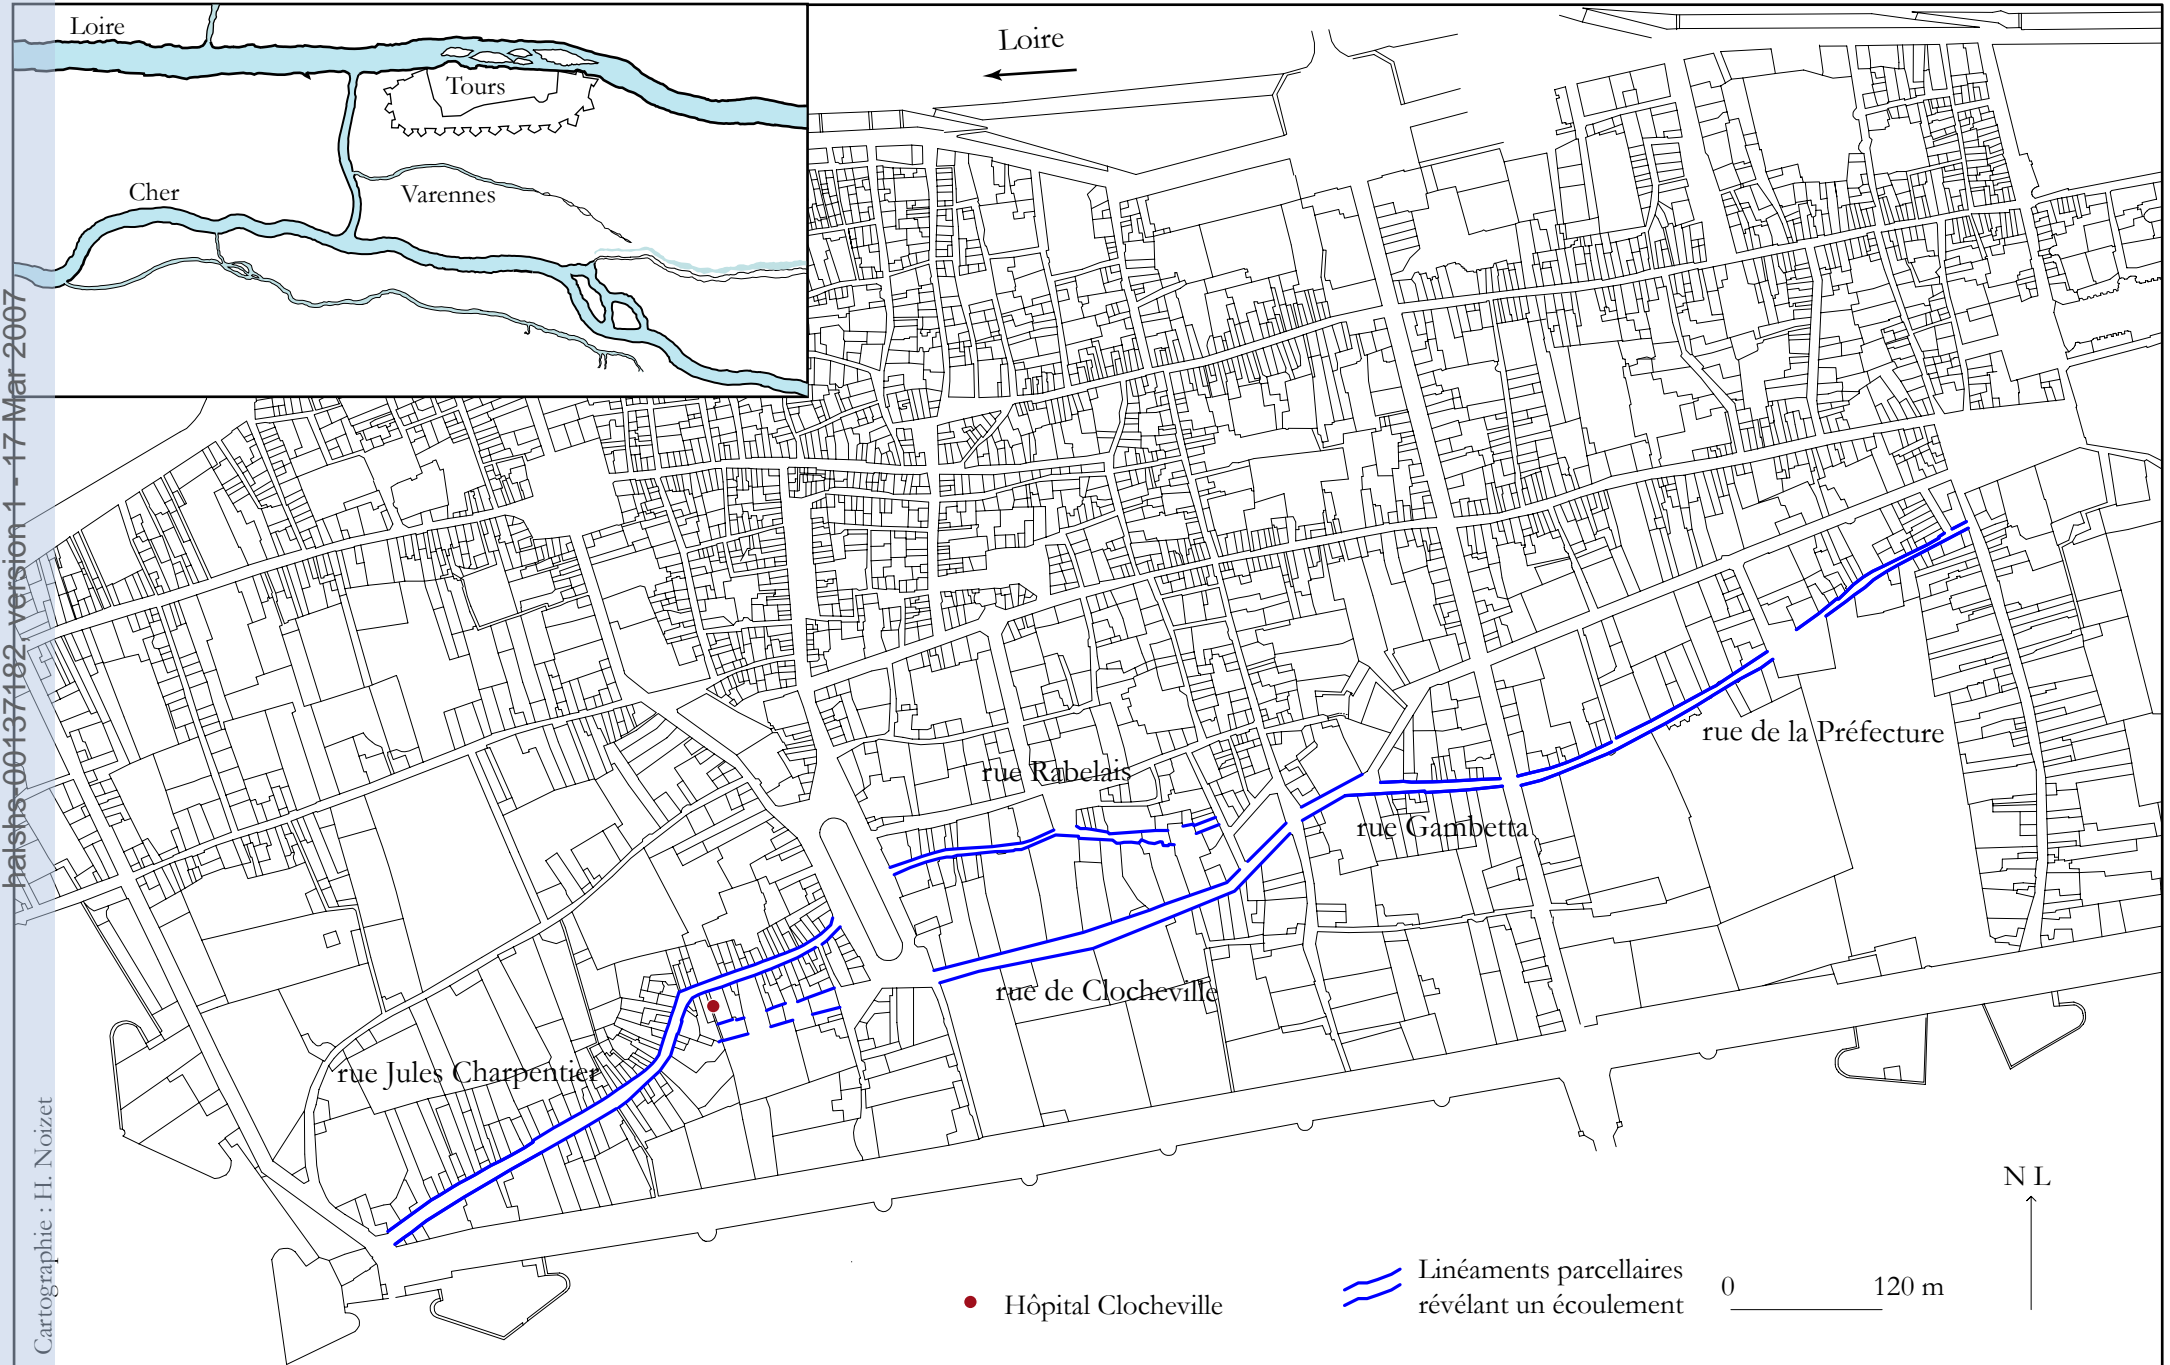 Loire
Tours
Cher
Varennes
Loire
rue de la Préfecture
rue Rabelais
rue Gambetta
rue de Clocheville
rue Jules Charpentier
N L
Hôpital Clocheville
Linéaments parcellaires
révélant un écoulement
0 120 m
halshs-00137182, version 1 - 17 Mar 2007
Cartographie : H. Noizet